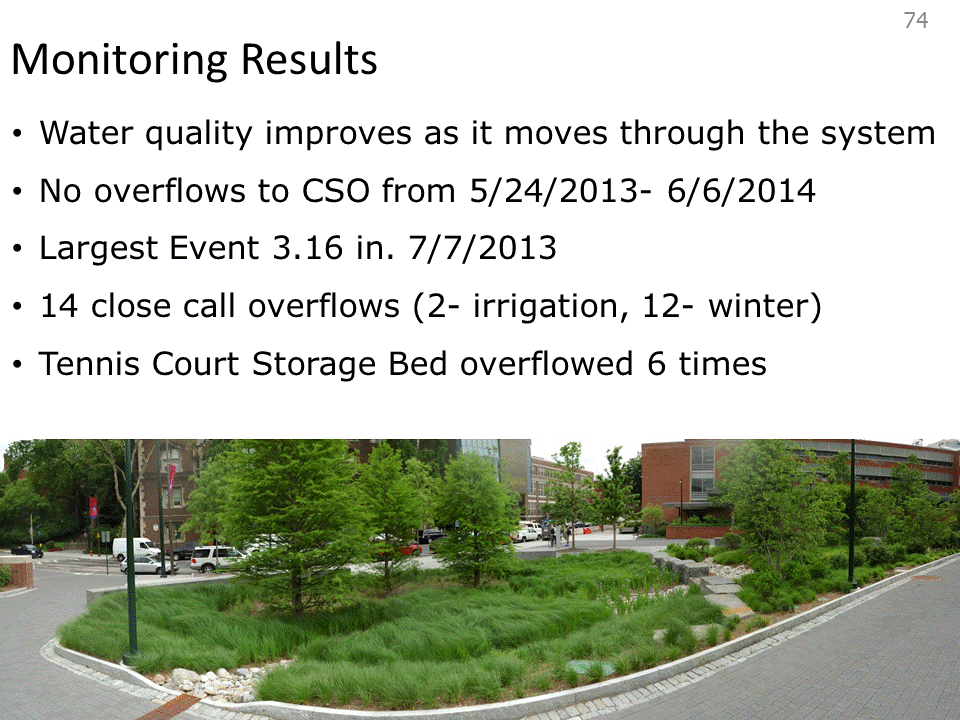 74
Monitoring Results
• Water quality improves as it moves through the system
• No overflows to CSO from 5/24/2013- 6/6/2014
• Largest Event 3.16 in. 7/7/2013
• 14 close call overflows (2- irrigation, 12- winter)
• Tennis Court Storage Bed overflowed 6 times